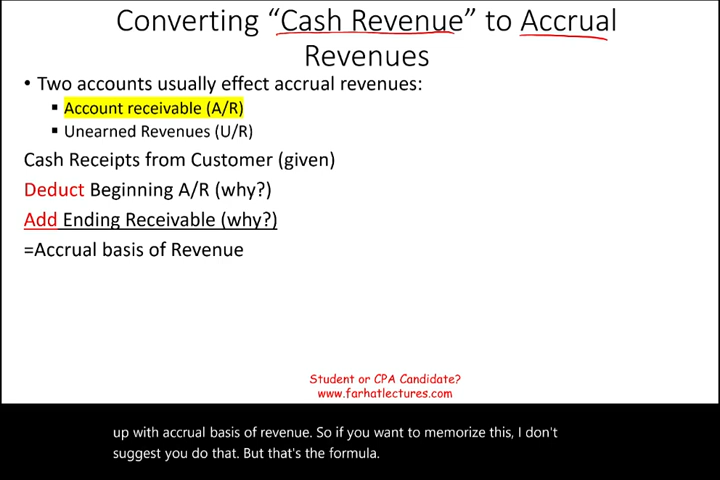 Converting “Cash Revenue” to Accrual
Revenues
• Two accounts usually effect accrual revenues:
▪ Account receivable (A/R)
▪ Unearned Revenues (U/R)
Cash Receipts from Customer (given)
Deduct Beginning A/R (why?)
Add Ending Receivable (why?)
=Accrual basis of Revenue
Student or CPA Candidate?
www.farhatlectures.com
up with accrual basis of revenue. So if you want to memorize this, I don't
suggest you do that. But that's the formula.